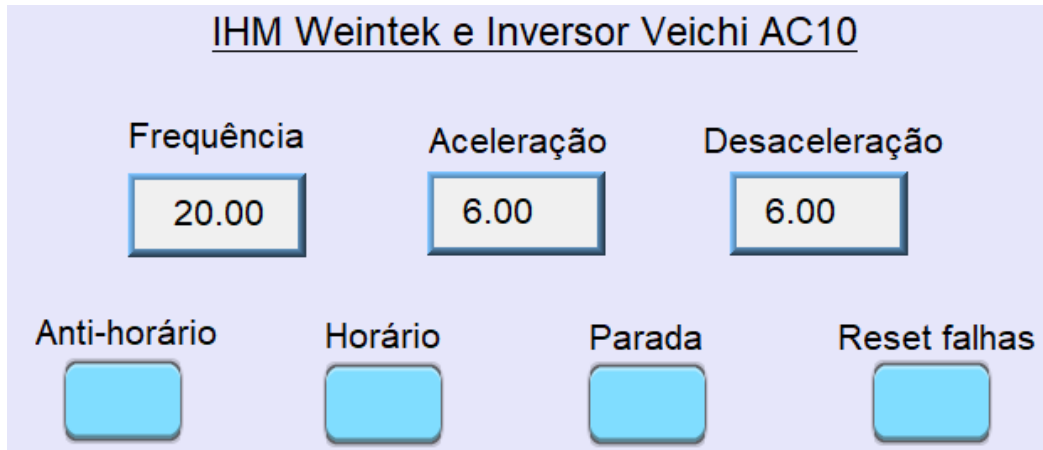 IHM Weintek e Inversor Veichi AC10
Frequência Aceleração Desaceleração
20.00 6.00 6.00
Anti-horário Horário Parada Reset falhas